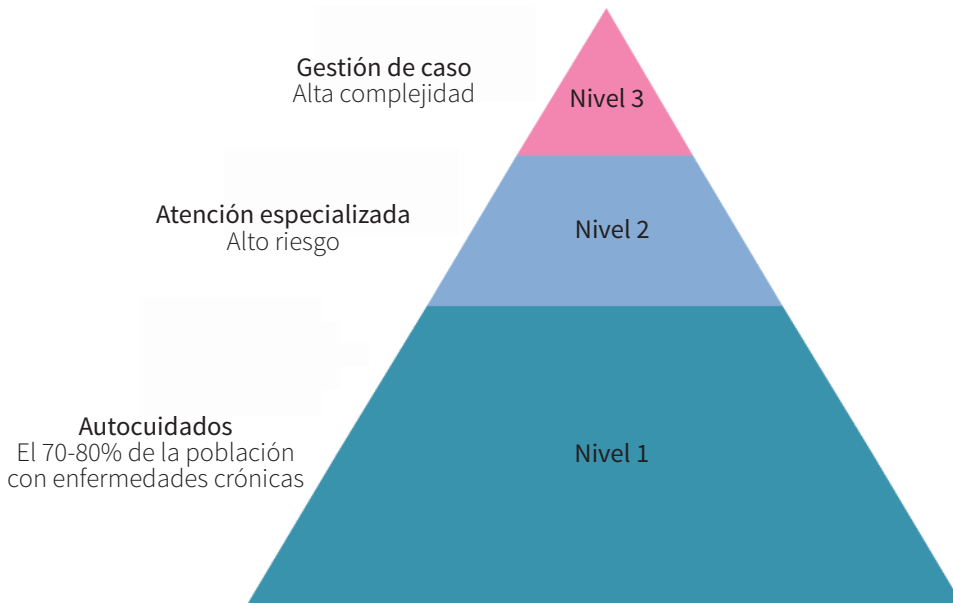 Gestión de caso
Alta complejidad
Nivel 3
Atención especializada
Alto riesgo
Nivel 2
Autocuidados
El 70-80% de la población
con enfermedades crónicas
Nivel 1